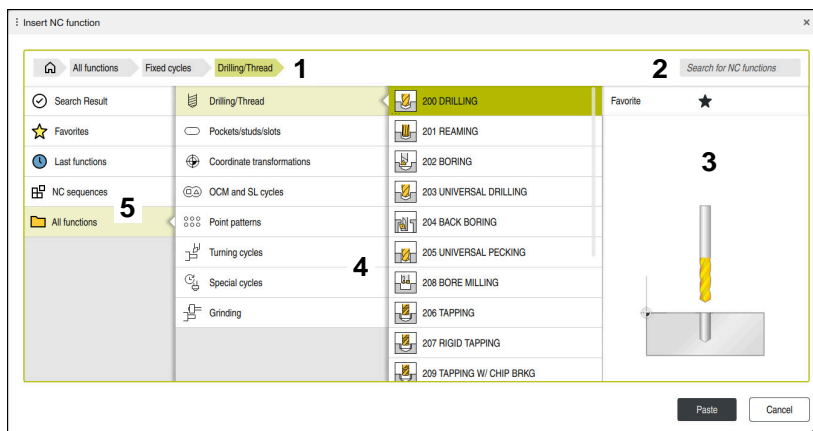 Insert NC function
All functions
Fixed cycles
Drilling/Thread
1
2
Search for NC functions
Search Result
Favorites
Last functions
NC sequences
5
All functions
Drilling/Thread
Pockets/studs/slots
Coordinate transformations
OCM and SL cycles
Point patterns
Turning cycles
4
Special cycles
Grinding
200 DRILLING
201 REAMING
202 BORING
203 UNIVERSAL DRILLING
204 BACK BORING
205 UNIVERSAL PECKING
208 BORE MILLING
206 TAPPING
207 RIGID TAPPING
209 TAPPING W/ CHIP BRKG
Favorite
3
Paste
Cancel